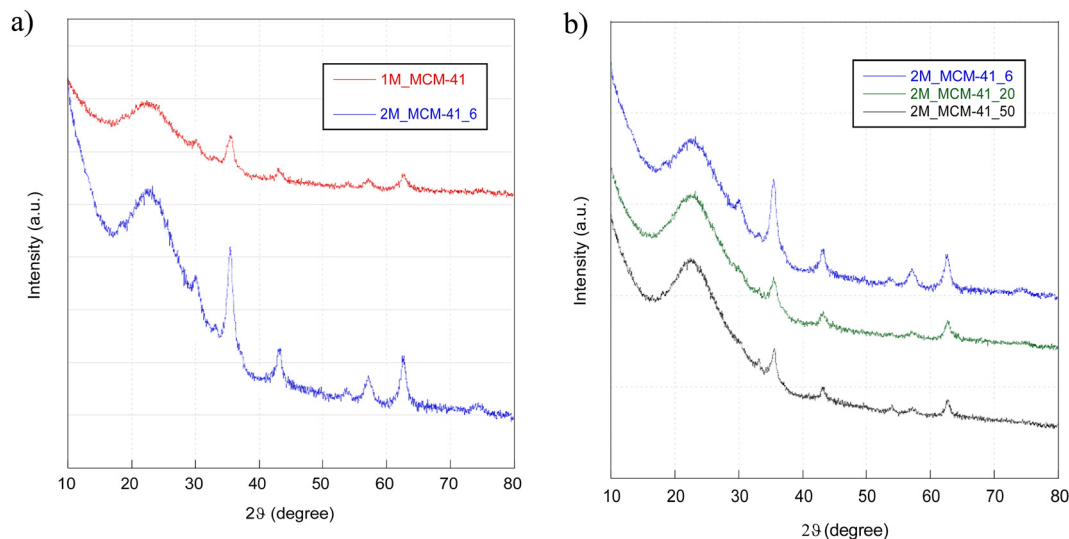 a)
1M_MCM-41
2M_MCM-41_6
Intensity (a.u.)
10 20 30 40 50 60 70 80
2ϑ (degree)
b)
2M_MCM-41_6
2M_MCM-41_20
2M_MCM-41_50
Intensity (a.u.)
10 20 30 40 50 60 70 80
2ϑ (degree)